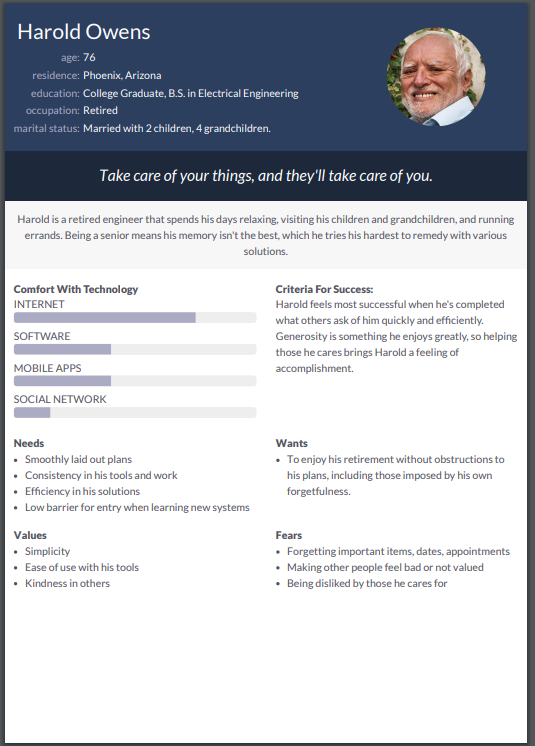 Harold Owens
age: 76
residence: Phoenix, Arizona
education: College Graduate, B.S. in Electrical Engineering
occupation: Retired
marital status: Married with 2 children, 4 grandchildren.
Take care of your things, and they'll take care of you.
Harold is a retired engineer that spends his days relaxing, visiting his children and grandchildren, and running
errands. Being a senior means his memory isn't the best, which he tries his hardest to remedy with various
solutions.
Comfort With Technology
INTERNET
SOFTWARE
MOBILE APPS
SOCIAL NETWORK
Criteria For Success:
Harold feels most successful when he's completed
what others ask of him quickly and efficiently.
Generosity is something he enjoys greatly, so helping
those he cares brings Harold a feeling of
accomplishment.
Needs
• Smoothly laid out plans
• Consistency in his tools and work
• Efficiency in his solutions
• Low barrier for entry when learning new systems
Wants
• To enjoy his retirement without obstructions to
his plans, including those imposed by his own
forgetfulness.
Values
• Simplicity
• Ease of use with his tools
• Kindness in others
Fears
• Forgetting important items, dates, appointments
• Making other people feel bad or not valued
• Being disliked by those he cares for